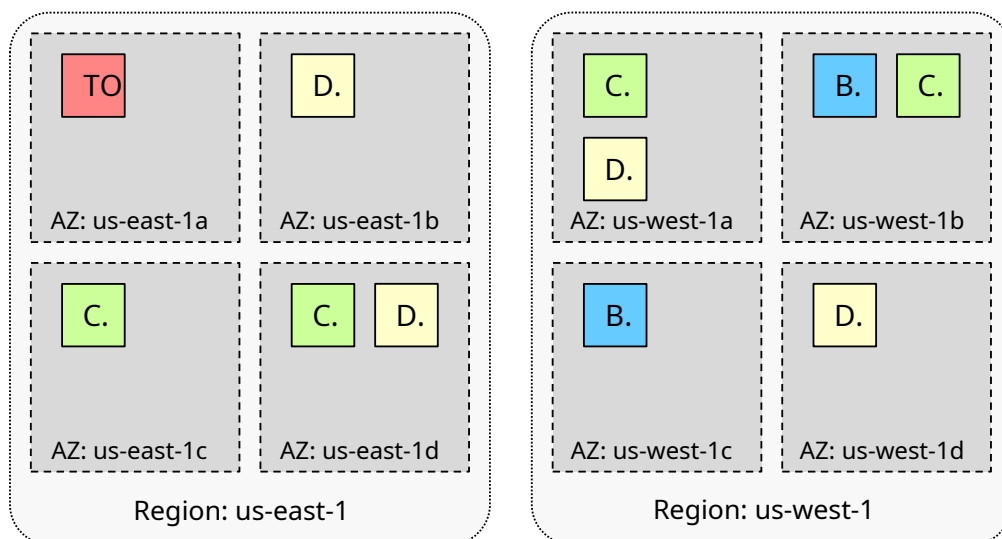 TO
D.
AZ: us-east-1a
AZ: us-east-1b
C.
C.
D.
AZ: us-east-1c
AZ: us-east-1d
Region: us-east-1
C.
B.
C.
D.
AZ: us-west-1a
AZ: us-west-1b
B.
D.
AZ: us-west-1c
AZ: us-west-1d
Region: us-west-1